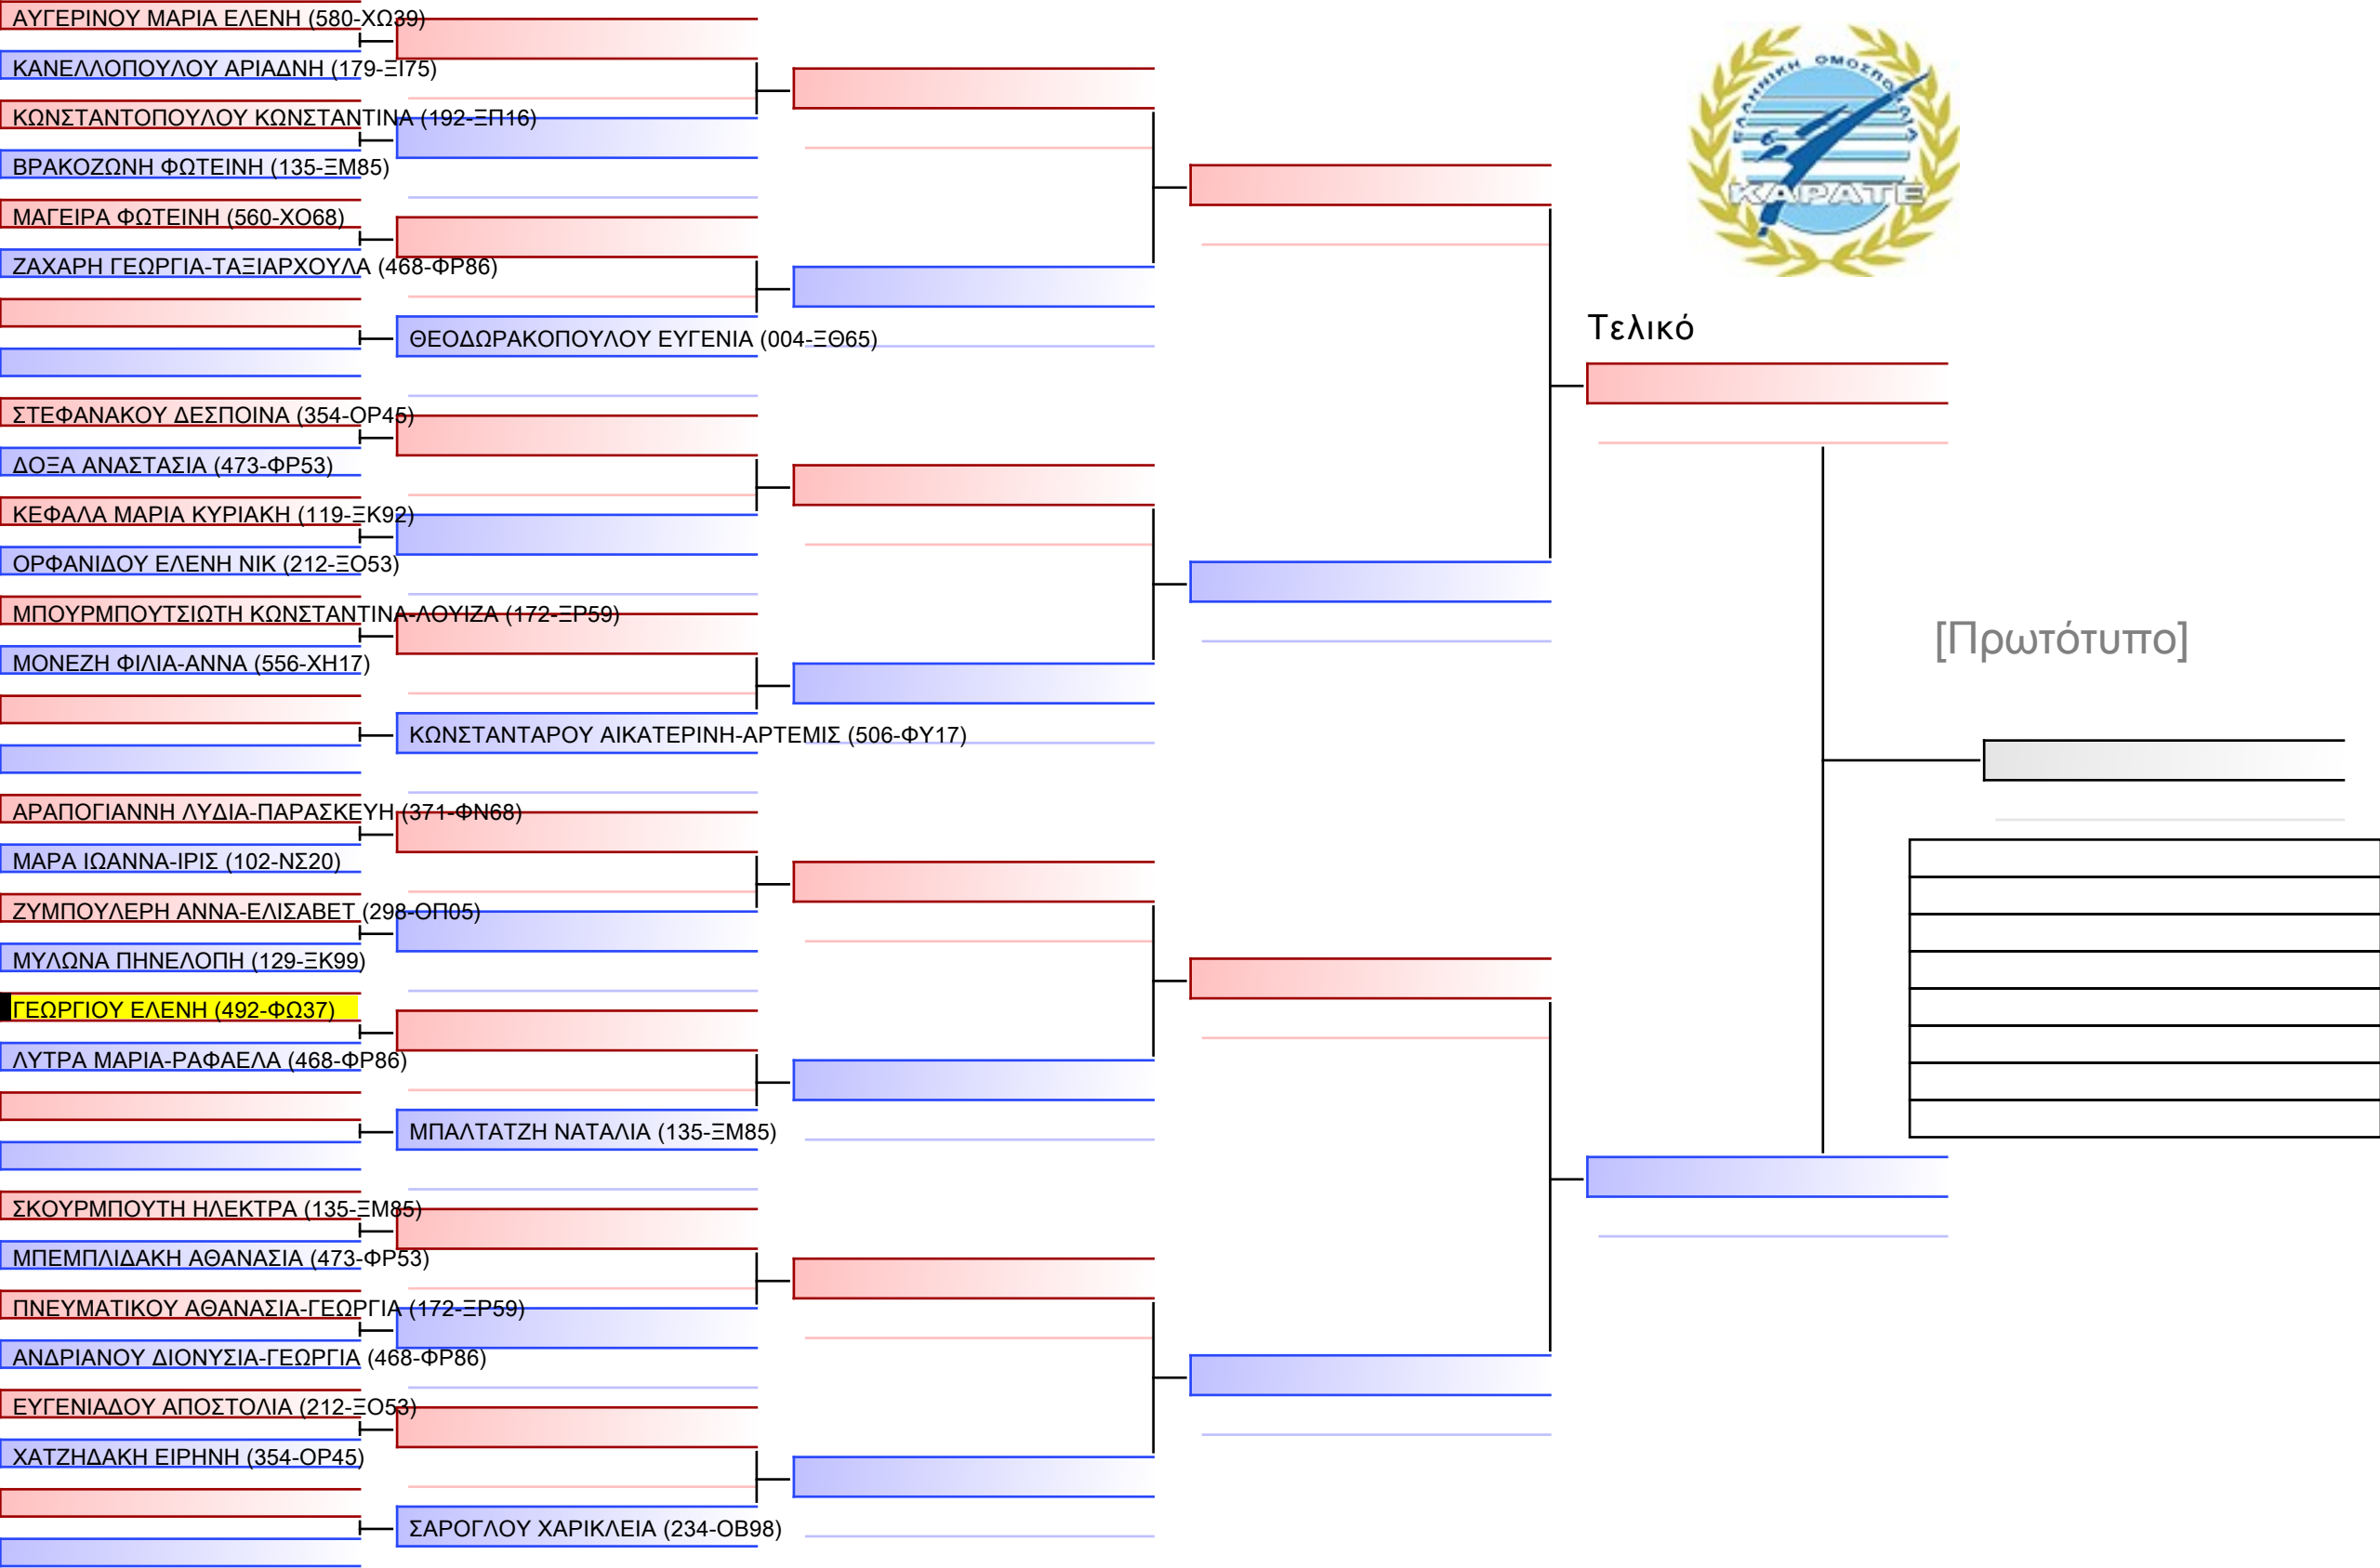 ΑΥΓΕΡΙΝΟΥ ΜΑΡΙΑ ΕΛΕΝΗ (580-ΧΩ39)
ΚΑΝΕΛΛΟΠΟΥΛΟΥ ΑΡΙΑΔΝΗ (179-ΞΙ75)
ΚΩΝΣΤΑΝΤΟΠΟΥΛΟΥ ΚΩΝΣΤΑΝΤΙΝΑ (192-ΞΠ16)
ΒΡΑΚΟΖΩΝΗ ΦΩΤΕΙΝΗ (135-ΞΜ85)
ΜΑΓΕΙΡΑ ΦΩΤΕΙΝΗ (560-ΧΟ68)
ΖΑΧΑΡΗ ΓΕΩΡΓΙΑ-ΤΑΞΙΑΡΧΟΥΛΑ (468-ΦΡ86)
ΘΕΟΔΩΡΑΚΟΠΟΥΛΟΥ ΕΥΓΕΝΙΑ (004-ΞΘ65)
ΣΤΕΦΑΝΑΚΟΥ ΔΕΣΠΟΙΝΑ (354-ΟΡ45)
ΔΟΞΑ ΑΝΑΣΤΑΣΙΑ (473-ΦΡ53)
ΚΕΦΑΛΑ ΜΑΡΙΑ ΚΥΡΙΑΚΗ (119-ΞΚ92)
ΟΡΦΑΝΙΔΟΥ ΕΛΕΝΗ ΝΙΚ (212-ΞΟ53)
ΜΠΟΥΡΜΠΟΥΤΣΙΩΤΗ ΚΩΝΣΤΑΝΤΙΝΑ-ΛΟΥΙΖΑ (172-ΞΡ59)
ΜΟΝΕΖΗ ΦΙΛΙΑ-ΑΝΝΑ (556-ΧΗ17)
ΚΩΝΣΤΑΝΤΑΡΟΥ ΑΙΚΑΤΕΡΙΝΗ-ΑΡΤΕΜΙΣ (506-ΦΥ17)
ΑΡΑΠΟΓΙΑΝΝΗ ΛΥΔΙΑ-ΠΑΡΑΣΚΕΥΗ (371-ΦΝ68)
ΜΑΡΑ ΙΩΑΝΝΑ-ΙΡΙΣ (102-ΝΣ20)
ΖΥΜΠΟΥΛΕΡΗ ΑΝΝΑ-ΕΛΙΣΑΒΕΤ (298-ΟΠ05)
ΜΥΛΩΝΑ ΠΗΝΕΛΟΠΗ (129-ΞΚ99)
ΓΕΩΡΓΙΟΥ ΕΛΕΝΗ (492-ΦΩ37)
ΛΥΤΡΑ ΜΑΡΙΑ-ΡΑΦΑΕΛΑ (468-ΦΡ86)
ΜΠΑΛΤΑΤΖΗ ΝΑΤΑΛΙΑ (135-ΞΜ85)
ΣΚΟΥΡΜΠΟΥΤΗ ΗΛΕΚΤΡΑ (135-ΞΜ85)
ΜΠΕΜΠΛΙΔΑΚΗ ΑΘΑΝΑΣΙΑ (473-ΦΡ53)
ΠΝΕΥΜΑΤΙΚΟΥ ΑΘΑΝΑΣΙΑ-ΓΕΩΡΓΙΑ (172-ΞΡ59)
ΑΝΔΡΙΑΝΟΥ ΔΙΟΝΥΣΙΑ-ΓΕΩΡΓΙΑ (468-ΦΡ86)
ΕΥΓΕΝΙΑΔΟΥ ΑΠΟΣΤΟΛΙΑ (212-ΞΟ53)
ΧΑΤΖΗΔΑΚΗ ΕΙΡΗΝΗ (354-ΟΡ45)
ΣΑΡΟΓΛΟΥ ΧΑΡΙΚΛΕΙΑ (234-ΟΒ98)
ΕΛΛΗΝΙΚΗ ΟΜΟΣΠΟΝΔΙΑ
ΚΑΡΑΤΕ
Τελικό
[Πρωτότυπο]